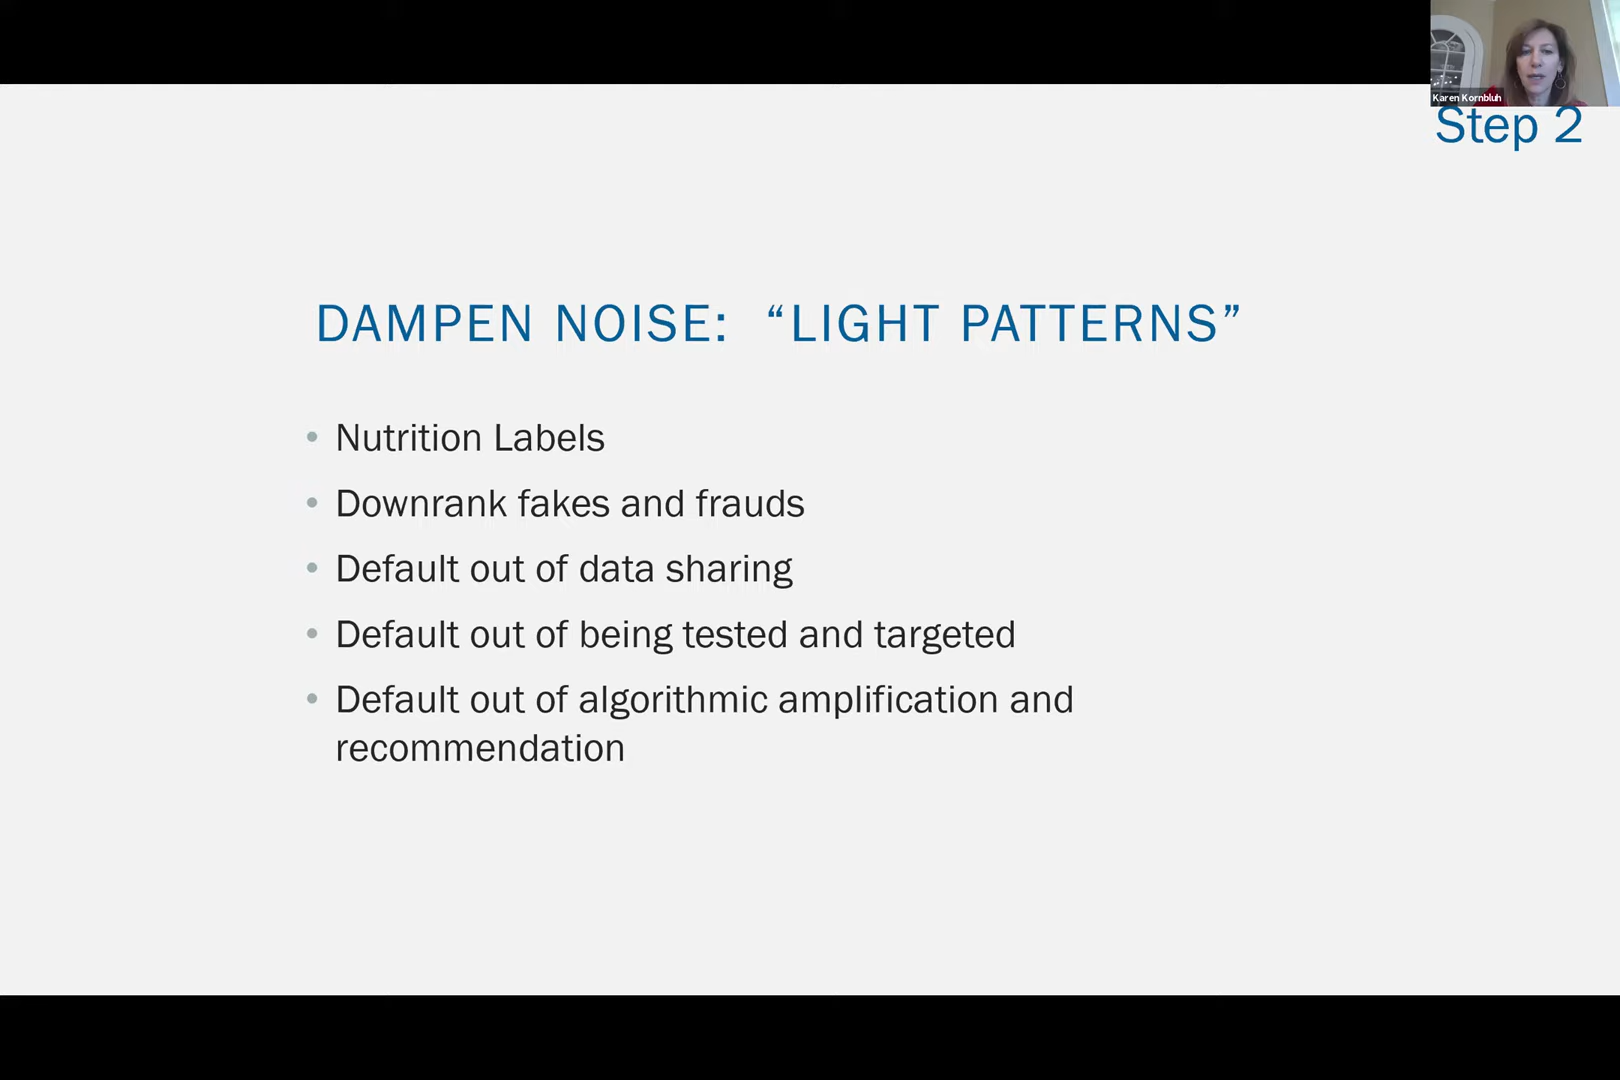 Karen Kornbluh
Step 2
DAMPEN NOISE: “LIGHT PATTERNS”
• Nutrition Labels
• Downrank fakes and frauds
• Default out of data sharing
• Default out of being tested and targeted
• Default out of algorithmic amplification and
recommendation